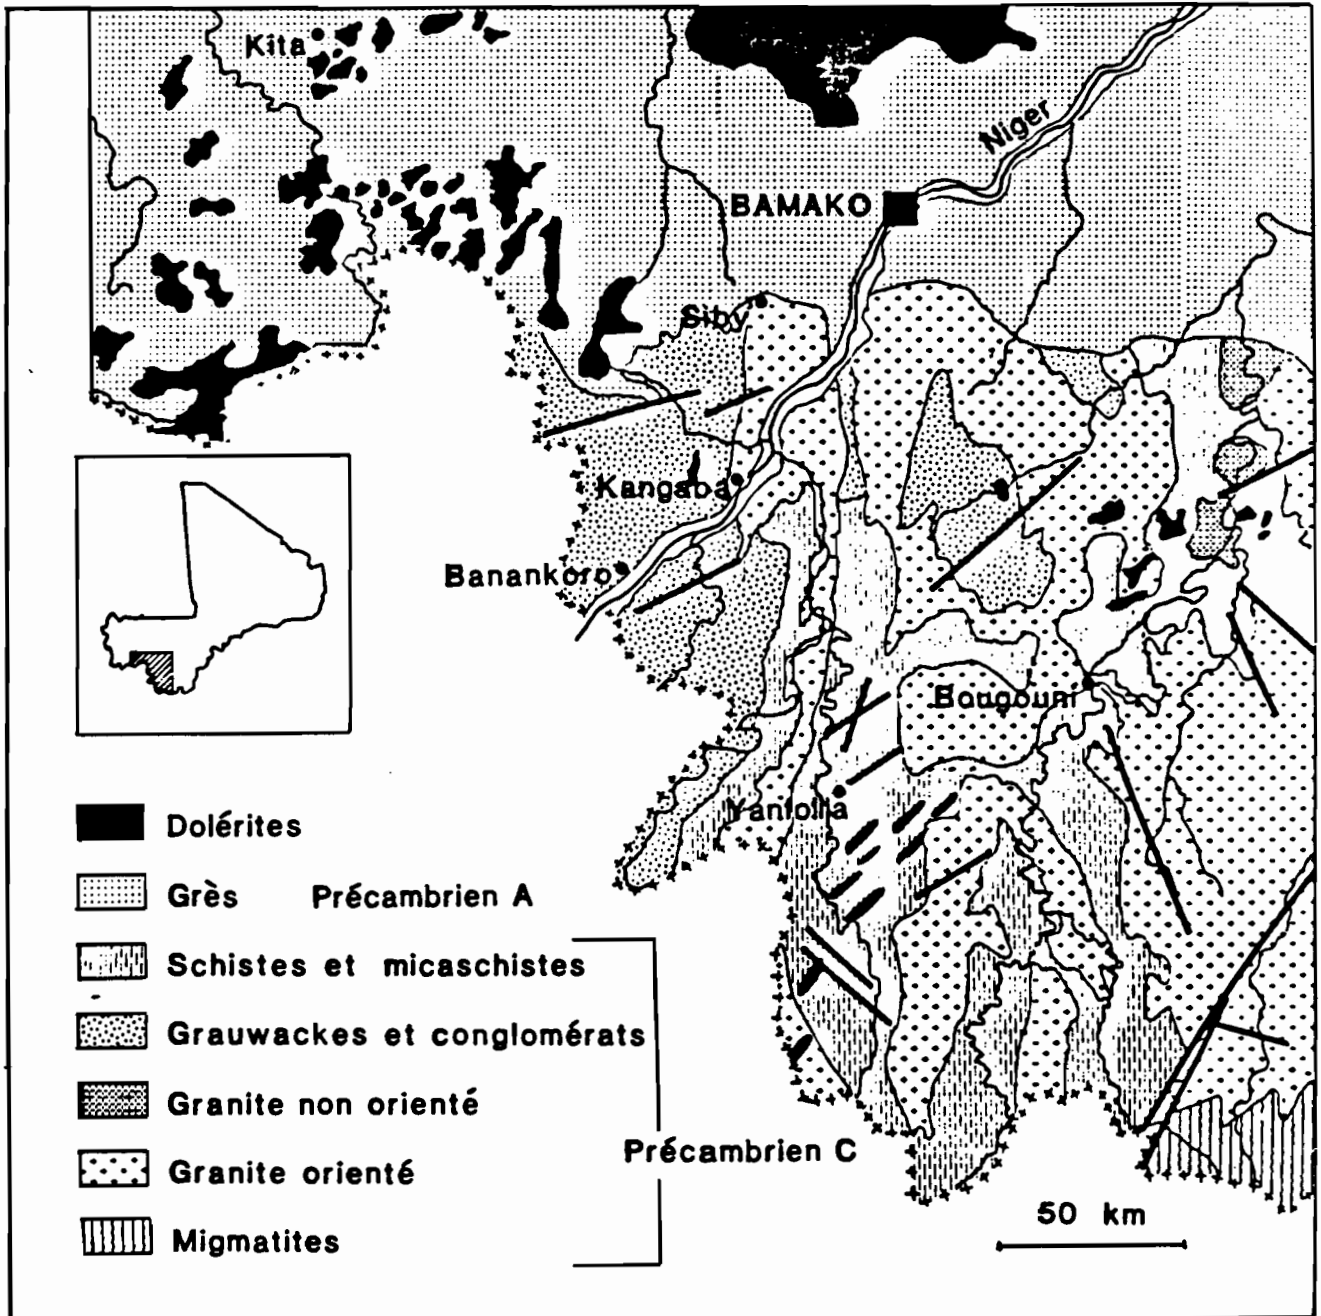 Kita
Niger
BAMAKO
Siby
Kangaba
Banankoro
Bougouni
Yanfolila
Dolérites
Grès Précambrien A
Schistes et micaschistes
Grauwackes et conglomérats
Granite non orienté
Précambrien C
Granite orienté
50 km
Migmatites